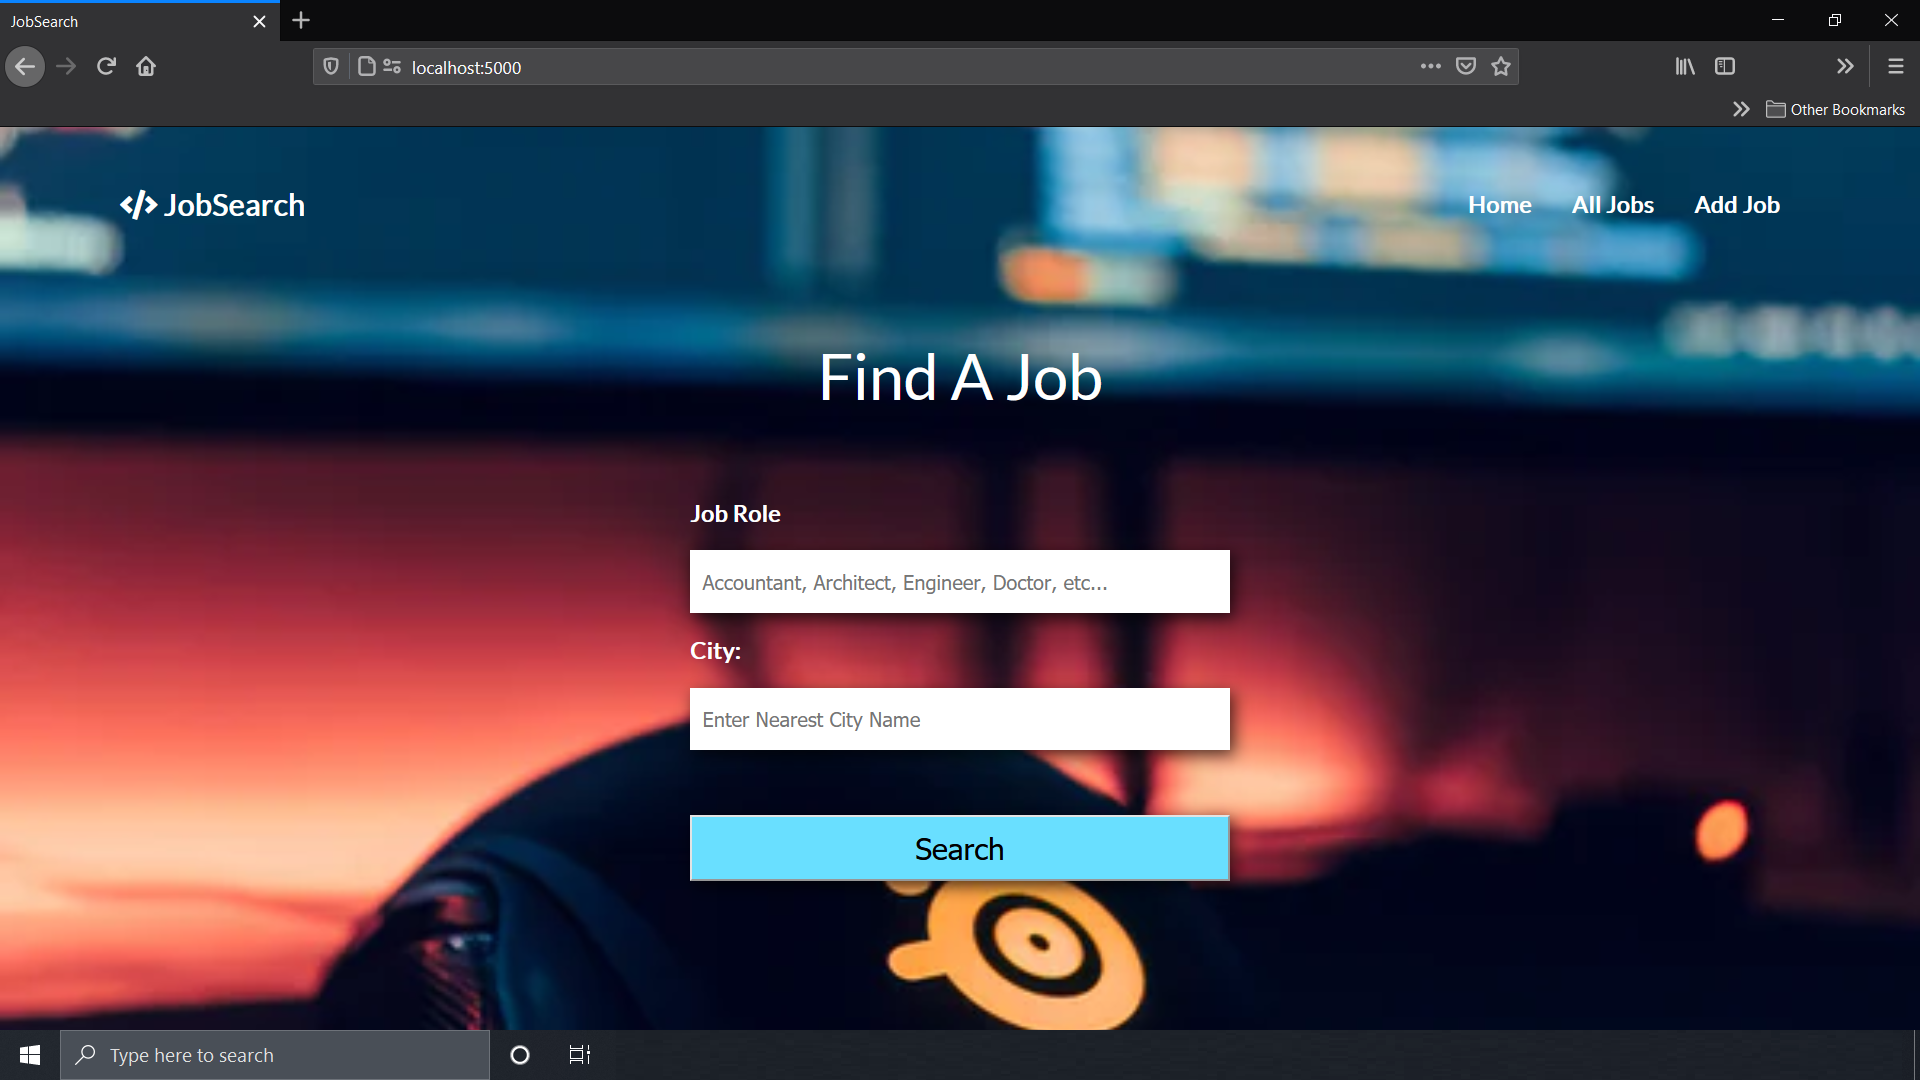 JobSearch
localhost:5000
Other Bookmarks
</> JobSearch
Home All Jobs Add Job
Find A Job
Job Role
Accountant, Architect, Engineer, Doctor, etc...
City:
Enter Nearest City Name
Search
Type here to search